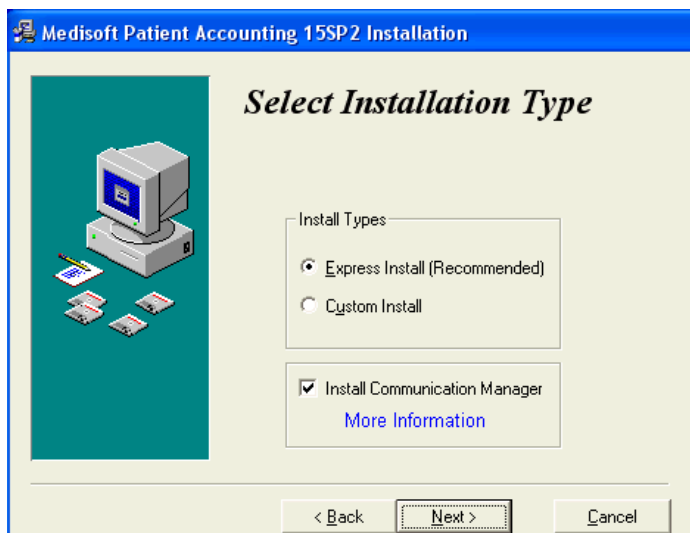 Medisoft Patient Accounting 15SP2 Installation
Select Installation Type
Install Types
Express Install (Recommended)
Custom Install
Install Communication Manager
More Information
< Back
Next >
Cancel